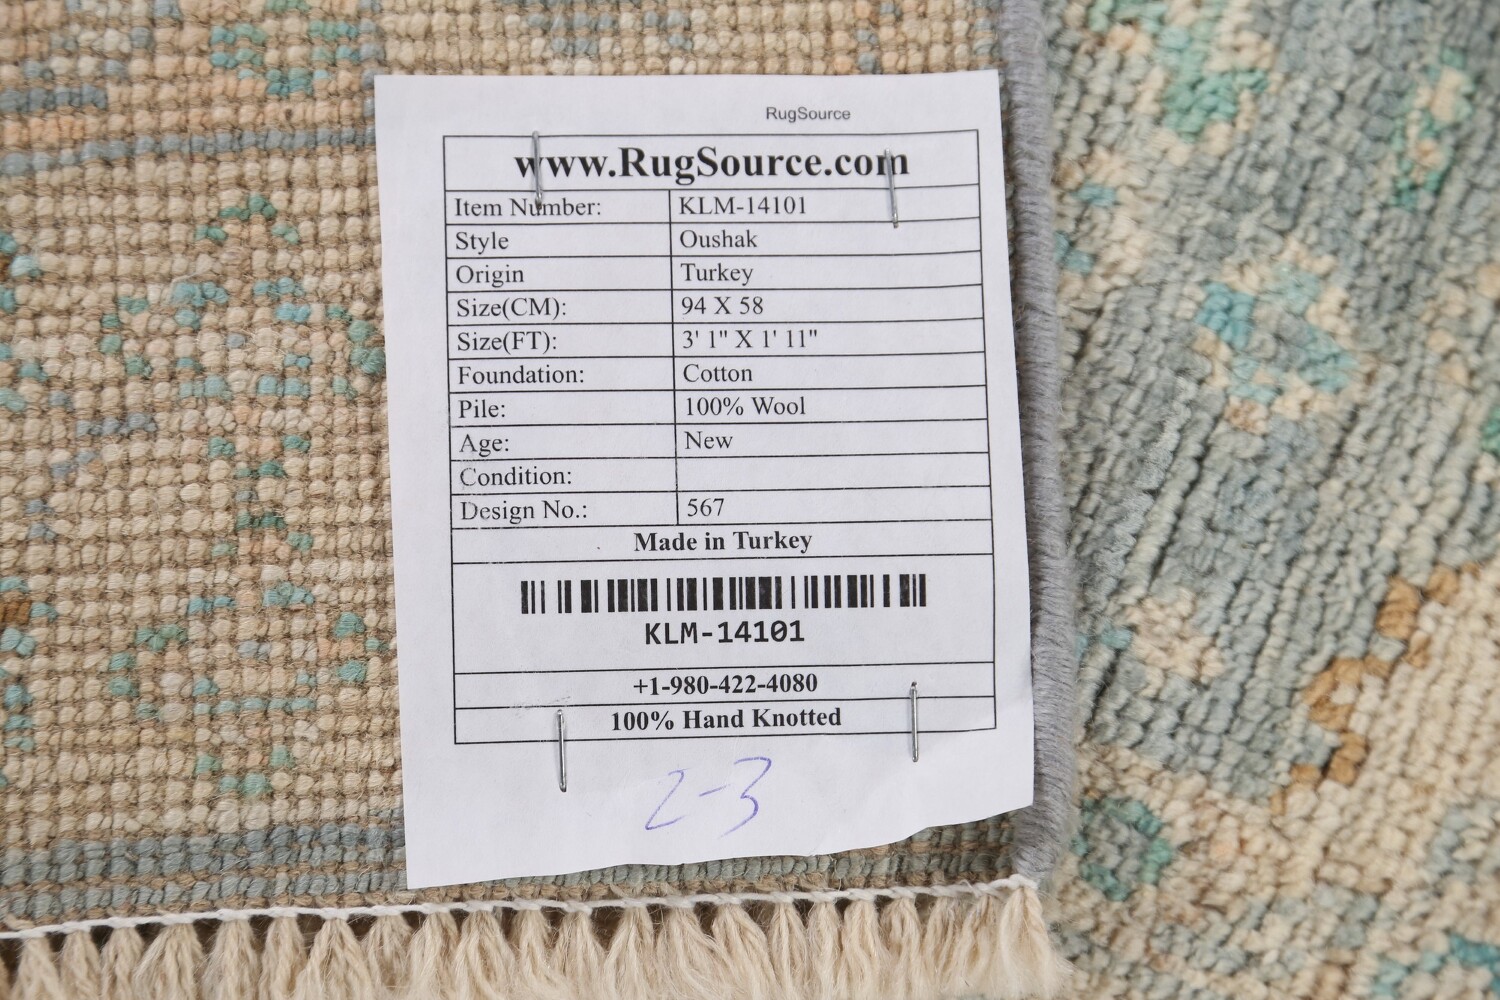 RugSource
www.RugSource.com
Item Number: KLM-14101
Style Oushak
Origin Turkey
Size(CM): 94 X 58
Size(FT): 3' 1" X 1' 11"
Foundation: Cotton
Pile: 100% Wool
Age: New
Condition:
Design No.: 567
Made in Turkey
KLM-14101
+1-980-422-4080
100% Hand Knotted
2-3